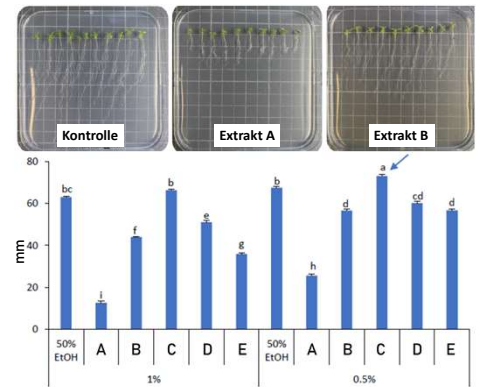 Kontrolle
Extrakt A
Extrakt B
80
60
40
20
0
mm
bc
i
f
b
e
g
b
h
d
a
cd
d
50% EtOH A B C D E 50% EtOH A B C D E
1% 0.5%